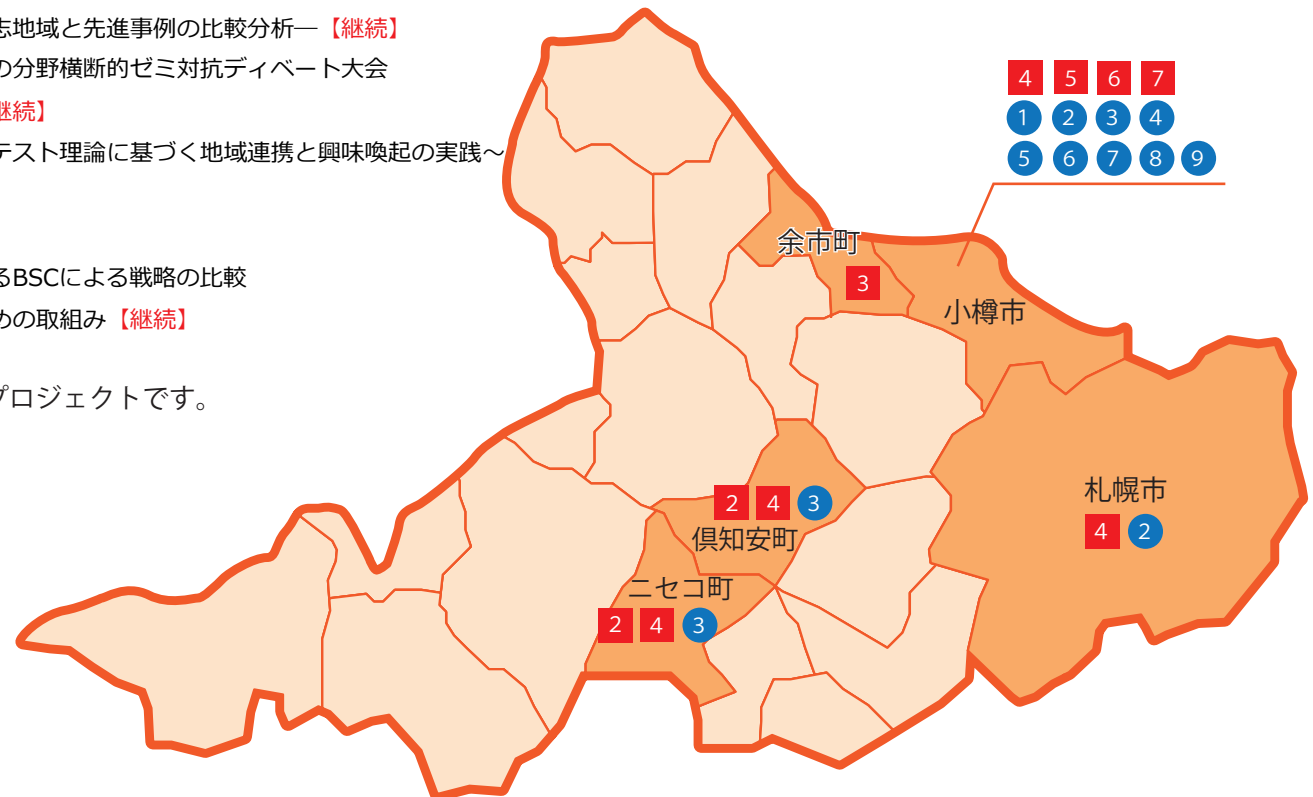 志地域と先進事例の比較分析―【継続】
の分野横断的ゼミ対抗ディベート大会
継続】
テスト理論に基づく地域連携と興味喚起の実践～
るBSCによる戦略の比較
めの取組み【継続】
プロジェクトです。
4 5 6 7
1 2 3 4
5 6 7 8 9
余市町
3
小樽市
札幌市
4 2
2 4 3
倶知安町
ニセコ町
2 4 3